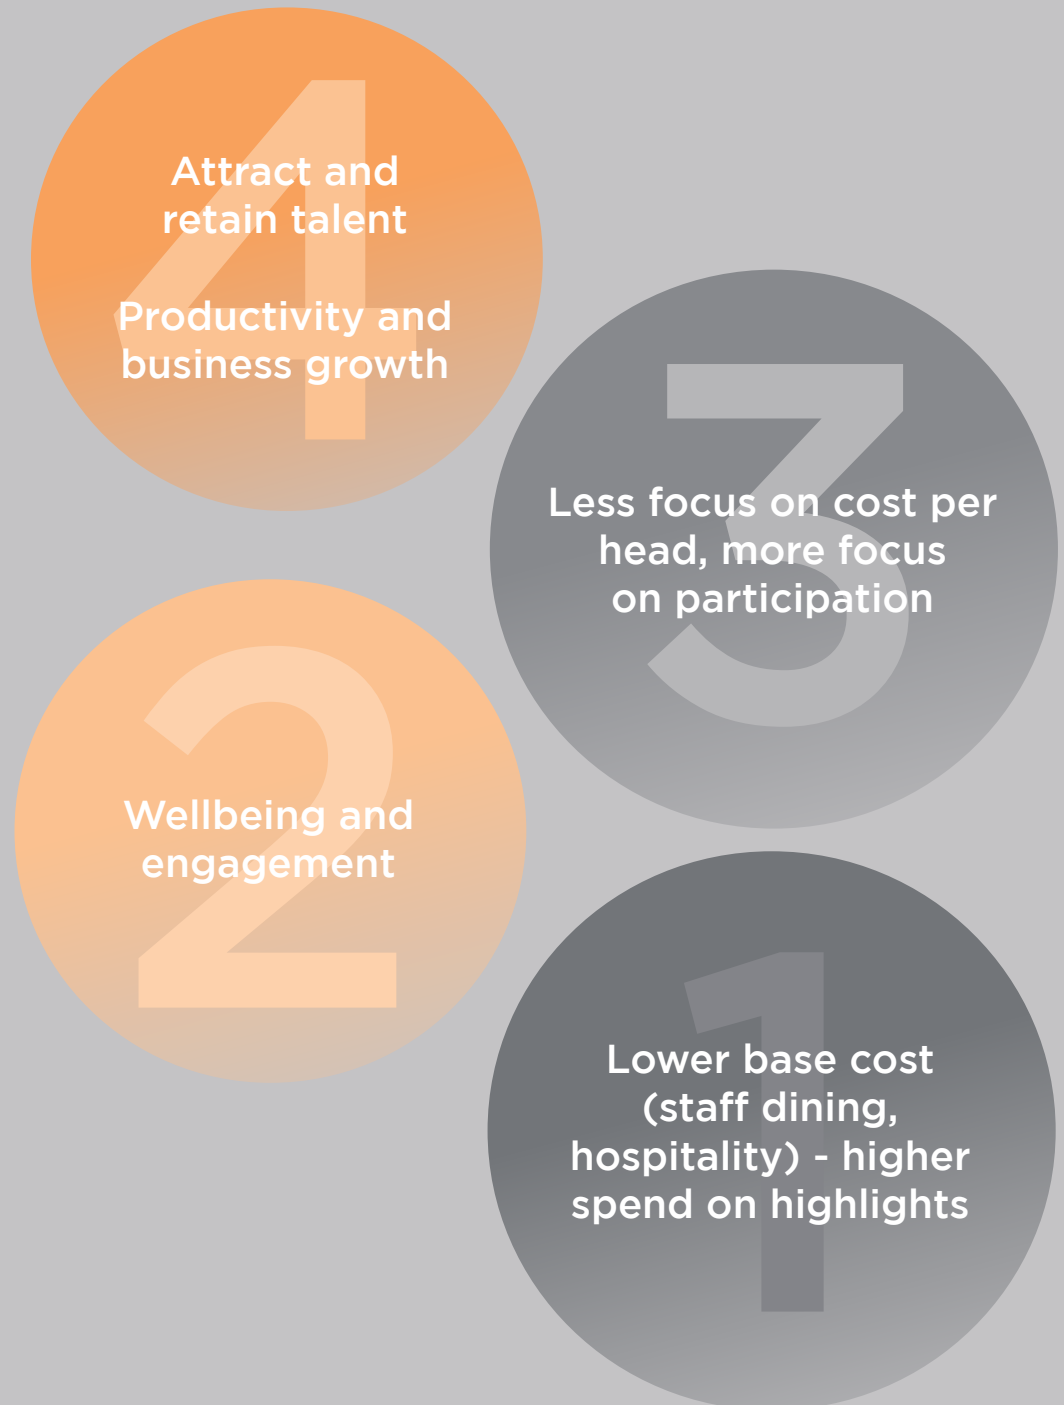 4
Attract and
retain talent
Productivity and
business growth
3
Less focus on cost per
head, more focus
on participation
2
Wellbeing and
engagement
1
Lower base cost
(staff dining,
hospitality) - higher
spend on highlights